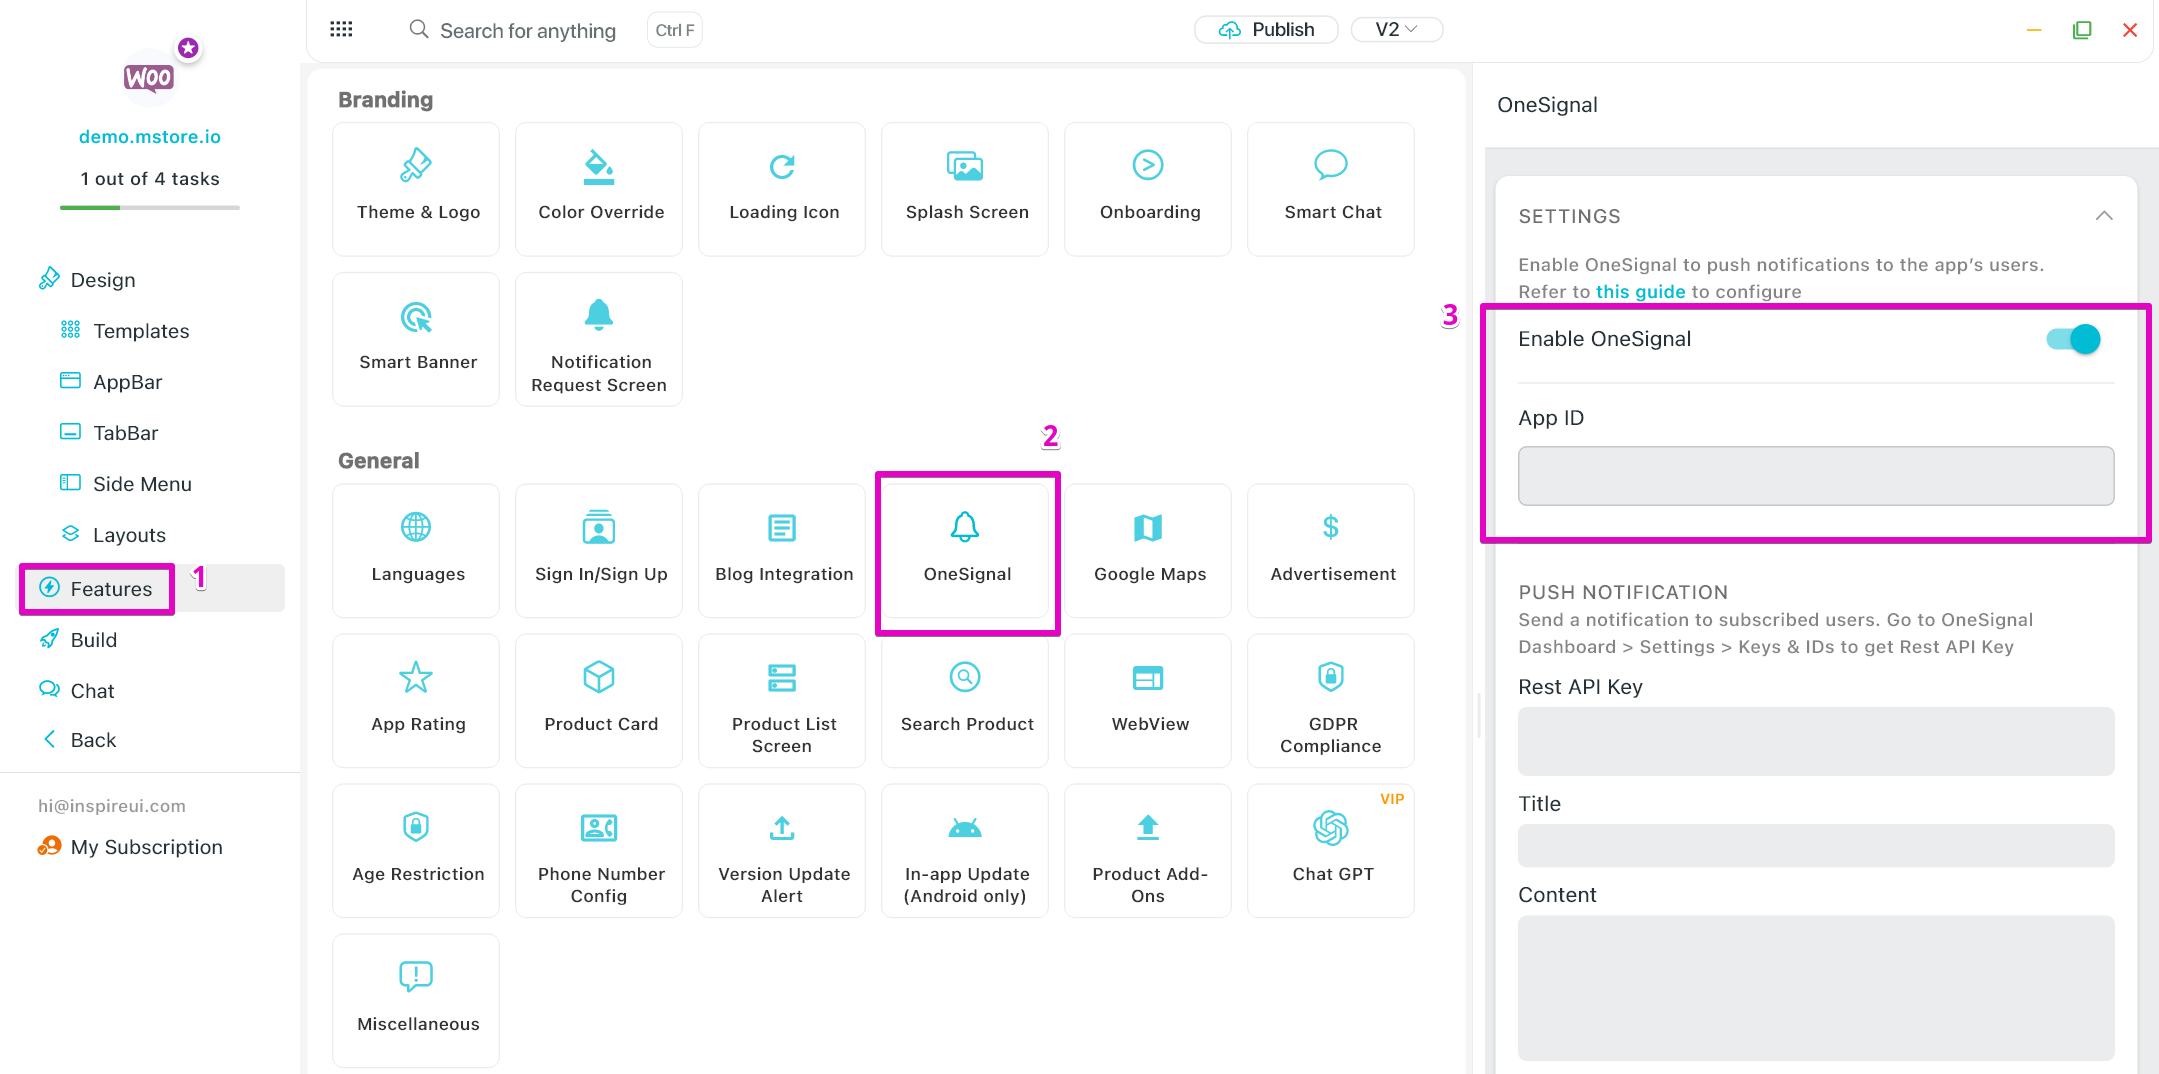 WOO
demo.mstore.io
1 out of 4 tasks
Design
Templates
AppBar
TabBar
Side Menu
Layouts
Features
1
Build
Chat
Back
hi@inspireui.com
My Subscription
Search for anything
Ctrl F
Publish
V2
Branding
Theme & Logo
Color Override
Loading Icon
Splash Screen
Onboarding
Smart Chat
Smart Banner
Notification
Request Screen
2
General
Languages
Sign In/Sign Up
Blog Integration
OneSignal
Google Maps
Advertisement
App Rating
Product Card
Product List
Screen
Search Product
WebView
GDPR
Compliance
Age Restriction
Phone Number
Config
Version Update
Alert
In-app Update
(Android only)
Product Add-
Ons
VIP
Chat GPT
Miscellaneous
OneSignal
SETTINGS
Enable OneSignal to push notifications to the app's users.
Refer to this guide to configure
3
Enable OneSignal
App ID
PUSH NOTIFICATION
Send a notification to subscribed users. Go to OneSignal
Dashboard > Settings > Keys & IDs to get Rest API Key
Rest API Key
Title
Content